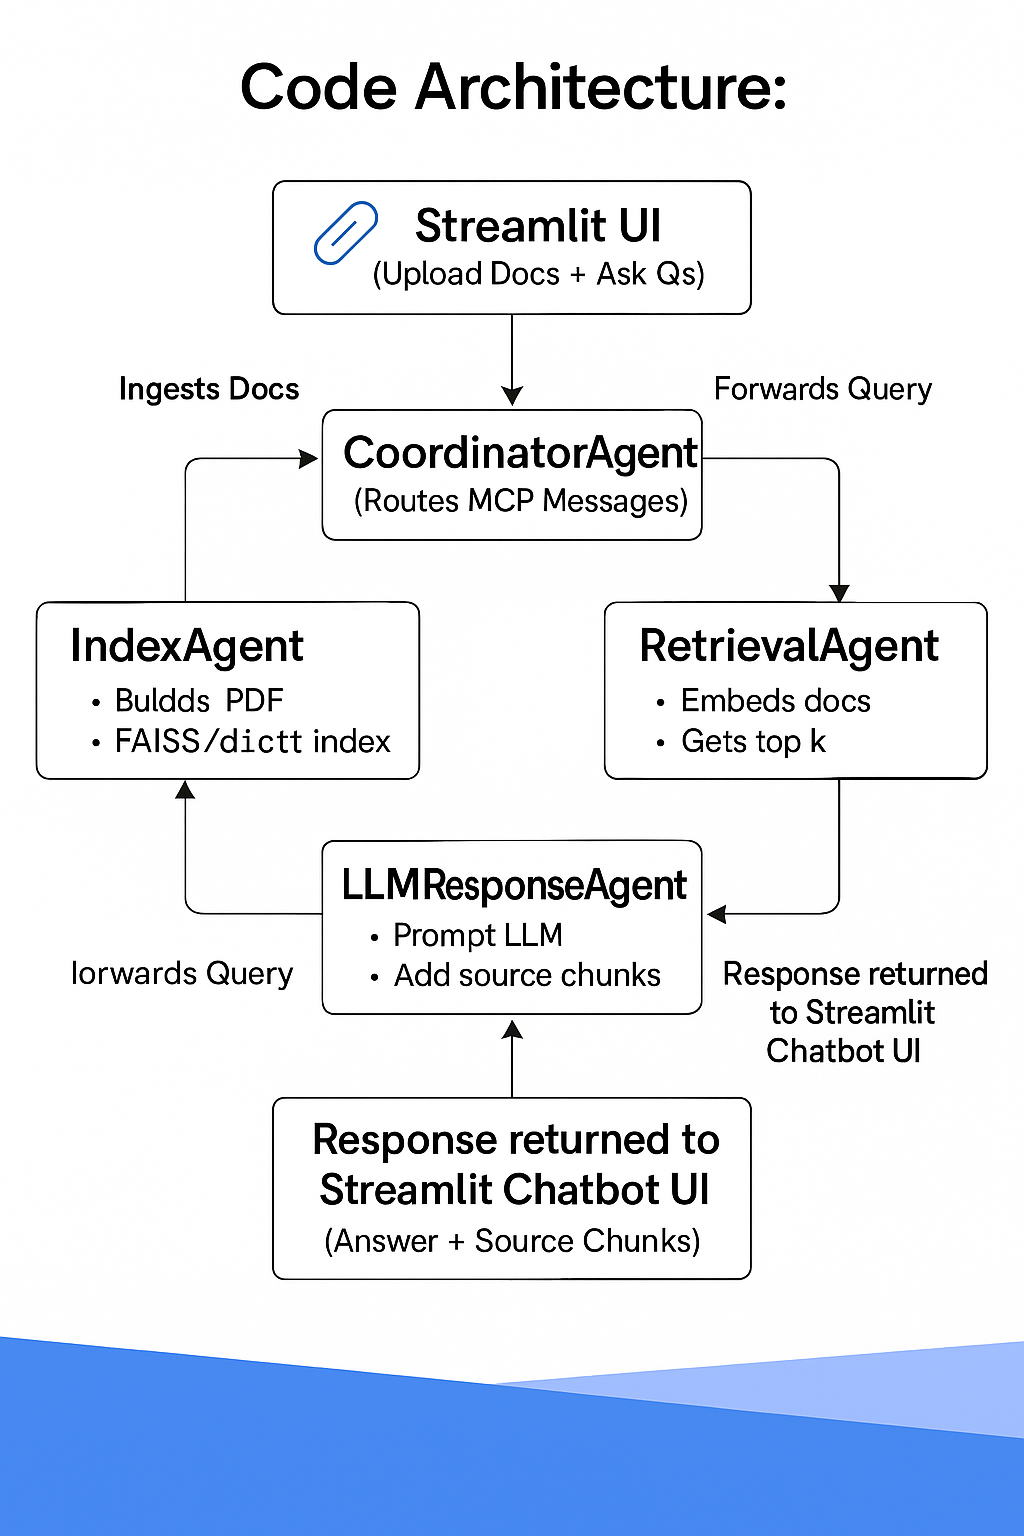 Code Architecture:
Streamlit UI
(Upload Docs + Ask Qs)
Ingests Docs
Forwards Query
CoordinatorAgent
(Routes MCP Messages)
IndexAgent
• Buldds PDF
• FAISS/dictt index
RetrievalAgent
• Embeds docs
• Gets top k
LLMResponseAgent
• Prompt LLM
• Add source chunks
lorwards Query
Response returned
to Streamlit
Chatbot UI
Response returned to
Streamlit Chatbot UI
(Answer + Source Chunks)